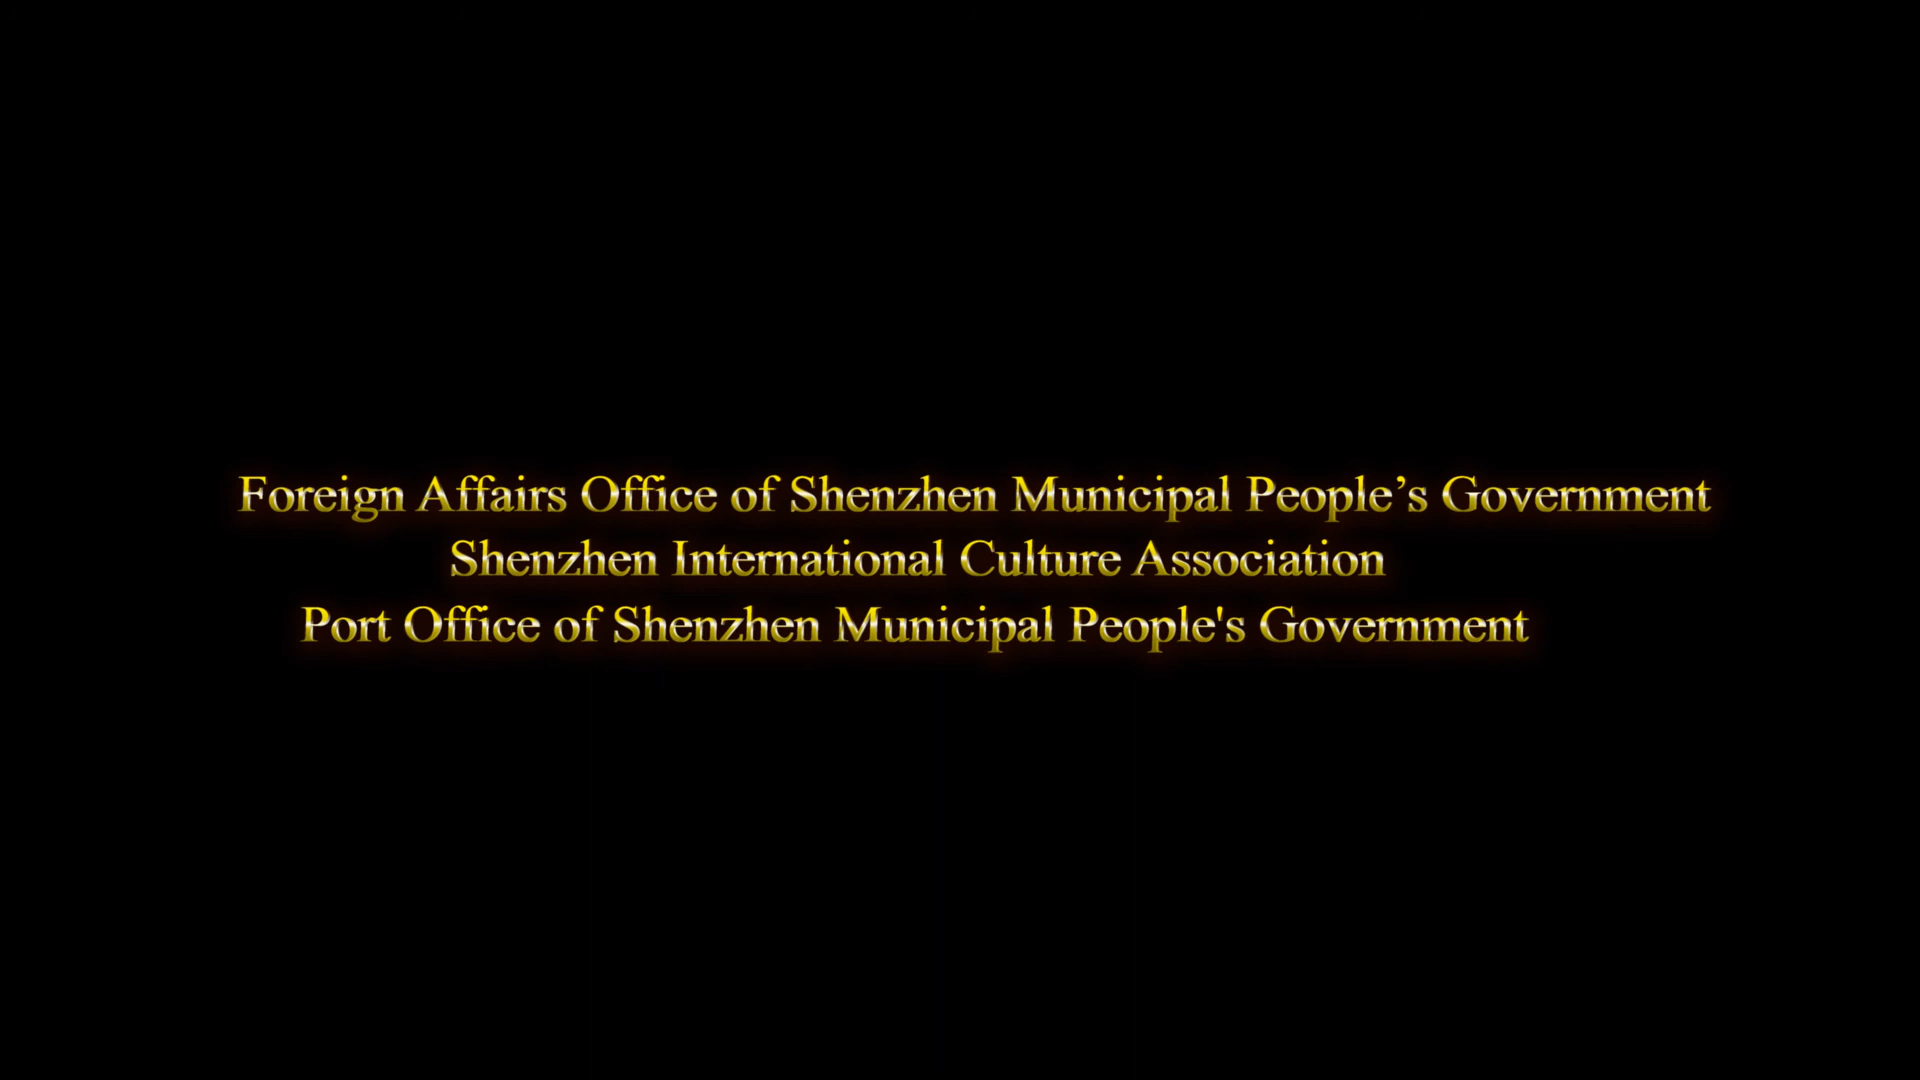 Foreign Affairs Office of Shenzhen Municipal People’s Government
Shenzhen International Culture Association
Port Office of Shenzhen Municipal People's Government